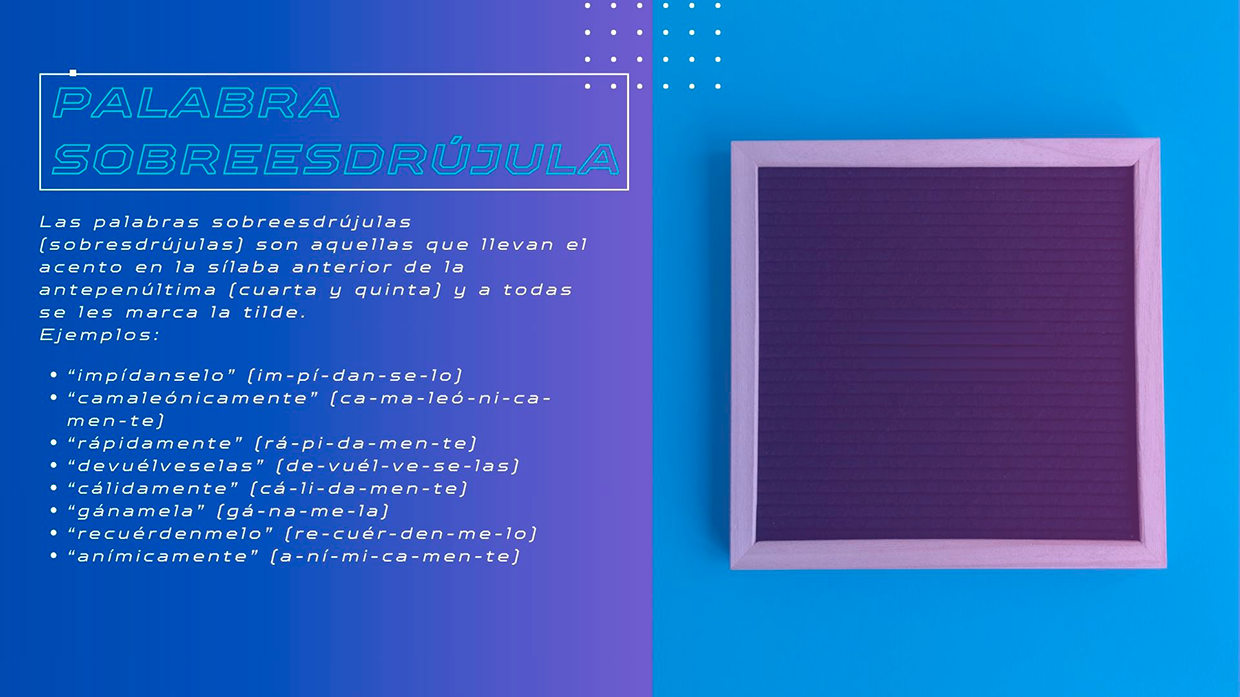 PALABRA
SOBREESDRÚJULA
Las palabras sobreesdrújulas
(sobresdrújulas) son aquellas que llevan el
acento en la sílaba anterior de la
antepenúltima (cuarta y quinta) y a todas
se les marca la tilde.
Ejemplos:
• “impídanselo” (im-pí-dan-se-lo)
• “camaleónicamente” (ca-ma-leó-ni-ca-
men-te)
• “rápidamente” (rá-pi-da-men-te)
• “devuélveselas” (de-vuél-ve-se-las)
• “cálidamente” (cá-li-da-men-te)
• “gánamela” (gá-na-me-la)
• “recuérdenmelo” (re-cuér-den-me-lo)
• “anímicamente” (a-ní-mi-ca-men-te)